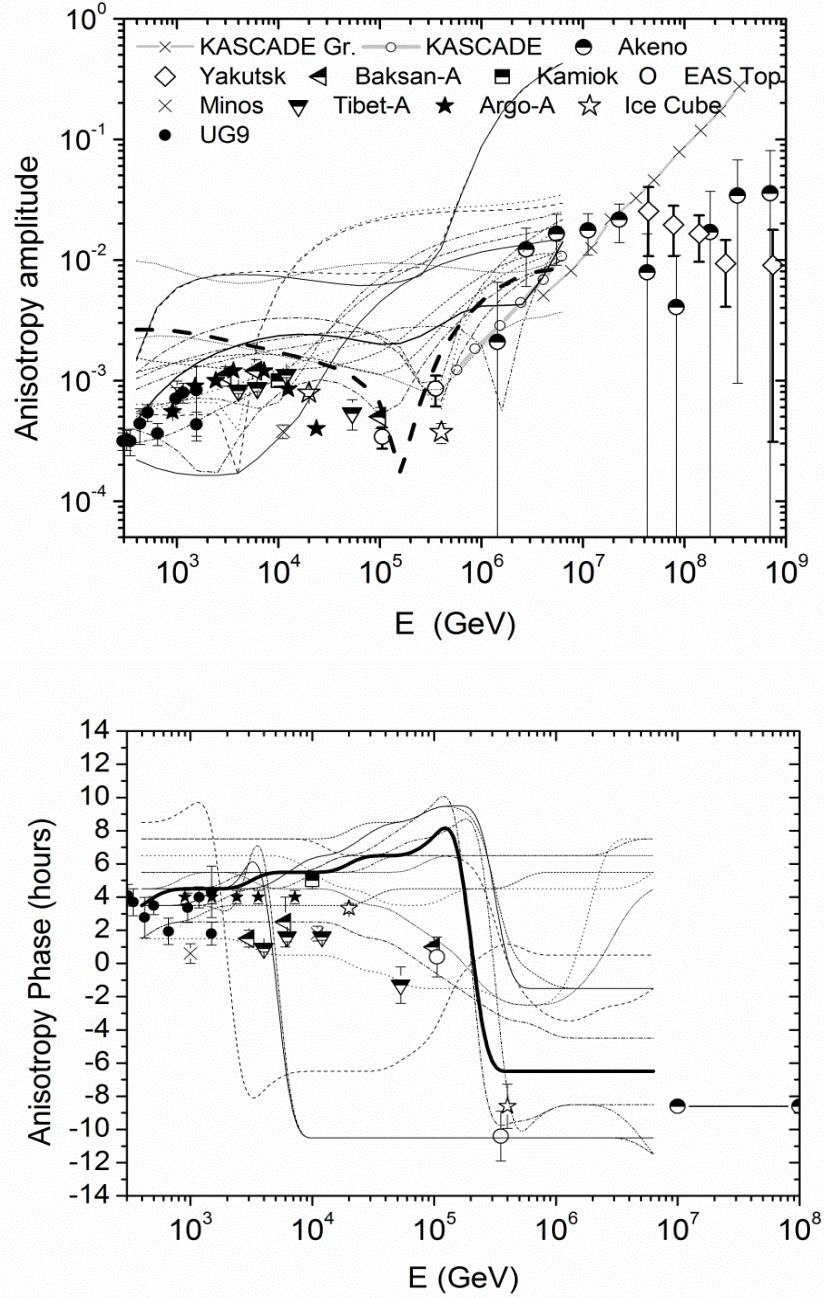 10^0
KASCADE Gr. KASCADE Akeno
Yakutsk Baksan-A Kamiok EAS Top
Minos Tibet-A Argo-A Ice Cube
UG9
10^-1
10^-2
10^-3
10^-4
Anisotropy amplitude
10^3 10^4 10^5 10^6 10^7 10^8 10^9
E (GeV)
14
12
10
8
6
4
2
0
-2
-4
-6
-8
-10
-12
-14
Anisotropy Phase (hours)
10^3 10^4 10^5 10^6 10^7 10^8
E (GeV)